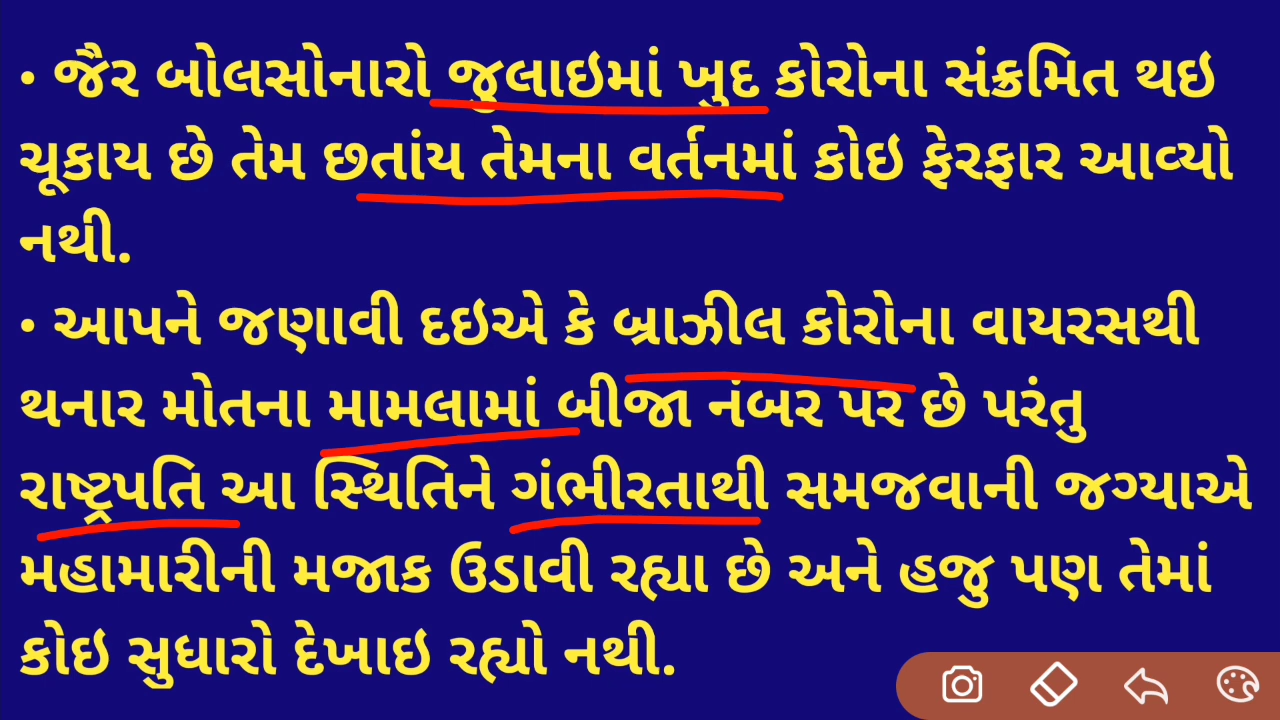 • જૈર બોલસોનારો જુલાઇમાં ખુદ કોરોના સંક્રમિત થઇ
ચૂકાય છે તેમ છતાંય તેમના વર્તનમાં કોઇ ફેરફાર આવ્યો
નથી.
• આપને જણાવી દઇએ કે બ્રાઝીલ કોરોના વાયરસથી
થનાર મોતના મામલામાં બીજા નંબર પર છે પરંતુ
રાષ્ટ્રપતિ આ સ્થિતિને ગંભીરતાથી સમજવાની જગ્યાએ
મહામારીની મજાક ઉડાવી રહ્યા છે અને હજુ પણ તેમાં
કોઇ સુધારો દેખાઇ રહ્યો નથી.